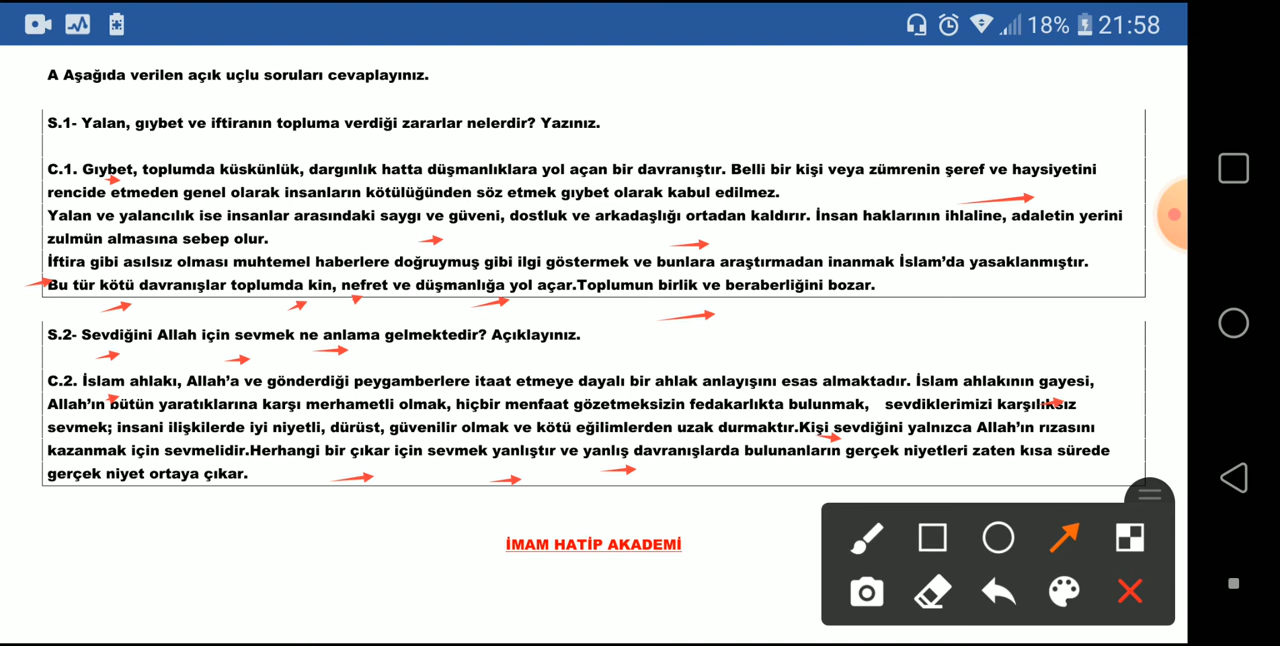 18% 21:58
A Aşağıda verilen açık uçlu soruları cevaplayınız.
S.1- Yalan, gıybet ve iftiranın topluma verdiği zararlar nelerdir? Yazınız.
C.1. Gıybet, toplumda küskünlük, dargınlık hatta düşmanlıklara yol açan bir davranıştır. Belli bir kişi veya zümrenin şeref ve haysiyetini
rencide etmeden genel olarak insanların kötülüğünden söz etmek gıybet olarak kabul edilmez.
Yalan ve yalancılık ise insanlar arasındaki saygı ve güveni, dostluk ve arkadaşlığı ortadan kaldırır. İnsan haklarının ihlaline, adaletin yerini
zulmün almasına sebep olur.
İftira gibi asılsız olması muhtemel haberlere doğruymuş gibi ilgi göstermek ve bunlara araştırmadan inanmak İslam’da yasaklanmıştır.
Bu tür kötü davranışlar toplumda kin, nefret ve düşmanlığa yol açar.Toplumun birlik ve beraberliğini bozar.
S.2- Sevdiğini Allah için sevmek ne anlama gelmektedir? Açıklayınız.
C.2. İslam ahlakı, Allah’a ve gönderdiği peygamberlere itaat etmeye dayalı bir ahlak anlayışını esas almaktadır. İslam ahlakının gayesi,
Allah’ın bütün yaratıklarına karşı merhametli olmak, hiçbir menfaat gözetmeksizin fedakarlıkta bulunmak, sevdiklerimizi karşılıksız
sevmek; insani ilişkilerde iyi niyetli, dürüst, güvenilir olmak ve kötü eğilimlerden uzak durmaktır.Kişi sevdiğini yalnızca Allah’ın rızasını
kazanmak için sevmelidir.Herhangi bir çıkar için sevmek yanlıştır ve yanlış davranışlarda bulunanların gerçek niyetleri zaten kısa sürede
gerçek niyet ortaya çıkar.
İMAM HATİP AKADEMİ